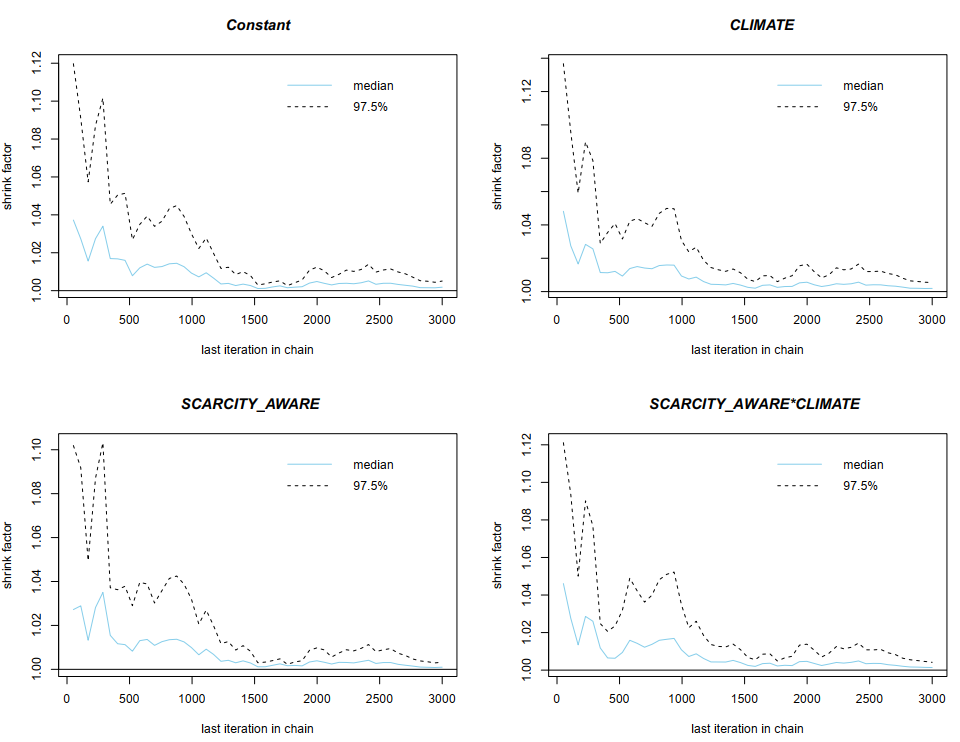 Constant
shrink factor
1.12
1.10
1.08
1.06
1.04
1.02
1.00
median
97.5%
0 500 1000 1500 2000 2500 3000
last iteration in chain
CLIMATE
shrink factor
1.12
1.08
1.04
1.00
median
97.5%
0 500 1000 1500 2000 2500 3000
last iteration in chain
SCARCITY_AWARE
shrink factor
1.10
1.08
1.06
1.04
1.02
1.00
median
97.5%
0 500 1000 1500 2000 2500 3000
last iteration in chain
SCARCITY_AWARE*CLIMATE
shrink factor
1.12
1.10
1.08
1.06
1.04
1.02
1.00
median
97.5%
0 500 1000 1500 2000 2500 3000
last iteration in chain